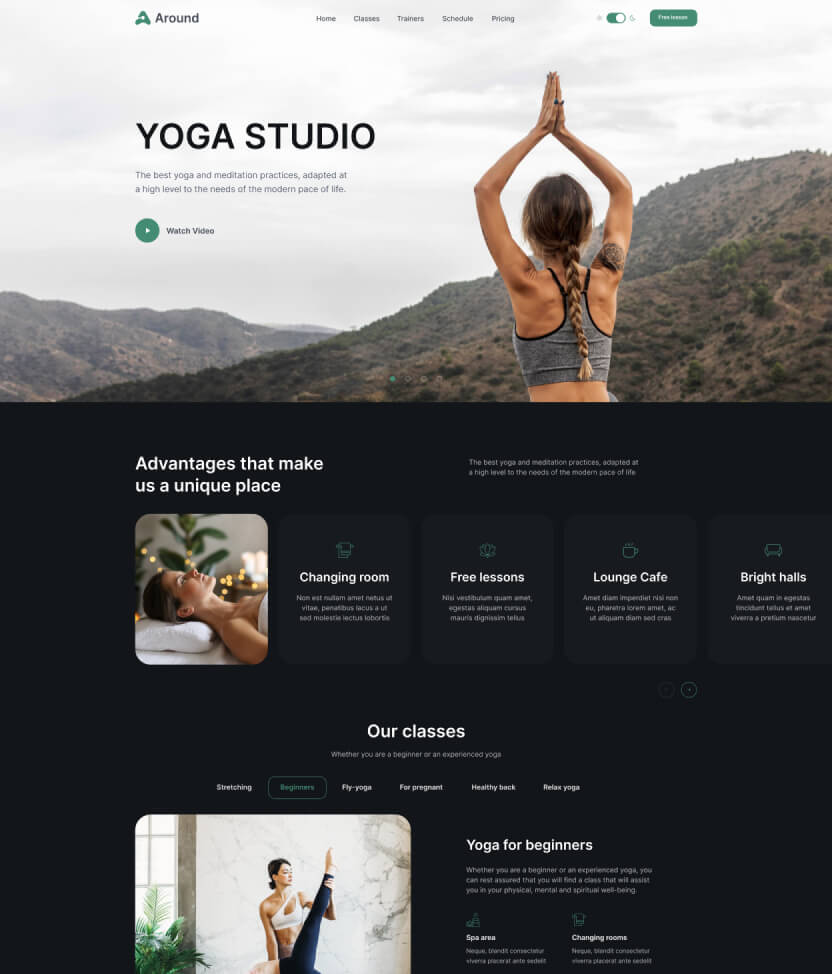 Around
Home Classes Trainers Schedule Pricing
Free lesson
YOGA STUDIO
The best yoga and meditation practices, adapted at
a high level to the needs of the modern pace of life.
Watch Video
Advantages that make
us a unique place
The best yoga and meditation practices, adapted at
a high level to the needs of the modern pace of life
Changing room
Non est nullam amet netus ut
vitae, penatibus lacus a ut
sed molestie lectus lobortis
Free lessons
Nisi vestibulum quam amet,
egestas aliquam cursus
mauris dignissim tellus
Lounge Cafe
Amet diam imperdiet nisi non
eu, pharetra lorem amet, ac
ut aliquam diam sed cras
Bright halls
Amet quam in egestas
tincidunt tellus et amet
viverra a pretium nascetur
Our classes
Whether you are a beginner or an experienced yoga
Stretching Beginners Fly-yoga For pregnant Healthy back Relax yoga
Yoga for beginners
Whether you are a beginner or an experienced yoga, you
can rest assured that you will find a class that will assist
you in your physical, mental and spiritual well-being.
Spa area
Neque, blandit consectetur
viverra placerat ante sedelit
Changing rooms
Neque, blandit consectetur
viverra placerat ante sedelit